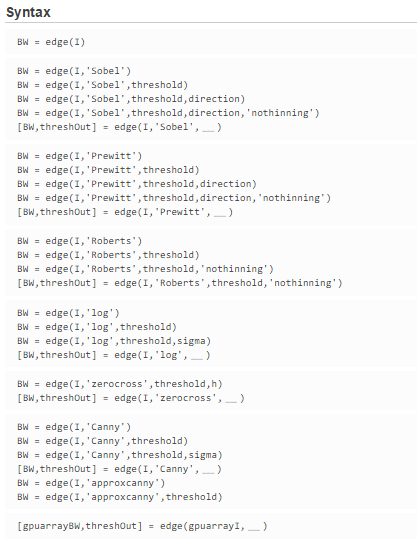 Syntax
BW = edge(I)
BW = edge(I,'Sobel')
BW = edge(I,'Sobel',threshold)
BW = edge(I,'Sobel',threshold,direction)
BW = edge(I,'Sobel',threshold,direction,'nothinning')
[BW,threshOut] = edge(I,'Sobel',__)
BW = edge(I,'Prewitt')
BW = edge(I,'Prewitt',threshold)
BW = edge(I,'Prewitt',threshold,direction)
BW = edge(I,'Prewitt',threshold,direction,'nothinning')
[BW,threshOut] = edge(I,'Prewitt',__)
BW = edge(I,'Roberts')
BW = edge(I,'Roberts',threshold)
BW = edge(I,'Roberts',threshold,'nothinning')
[BW,threshOut] = edge(I,'Roberts',threshold,'nothinning')
BW = edge(I,'log')
BW = edge(I,'log',threshold)
BW = edge(I,'log',threshold,sigma)
[BW,threshOut] = edge(I,'log',__)
BW = edge(I,'zerocross',threshold,h)
[BW,threshOut] = edge(I,'zerocross',__)
BW = edge(I,'Canny')
BW = edge(I,'Canny',threshold)
BW = edge(I,'Canny',threshold,sigma)
[BW,threshOut] = edge(I,'Canny',__)
BW = edge(I,'approxcanny')
BW = edge(I,'approxcanny',threshold)
[gpuarrayBW,threshOut] = edge(gpuarrayI,__)